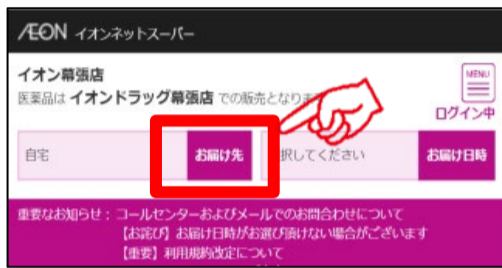 ÆON イオンネットスーパー
イオン幕張店
医薬品は イオンドラッグ幕張店 での販売となりま
MENU
ログイン中
自宅 お届け先 択してください お届け日時
重要なお知らせ： コールセンターおよびメールでのお問合わせについて
【お詫び】お届け日時がお選び頂けない場合がございます
【重要】利用規約改定について